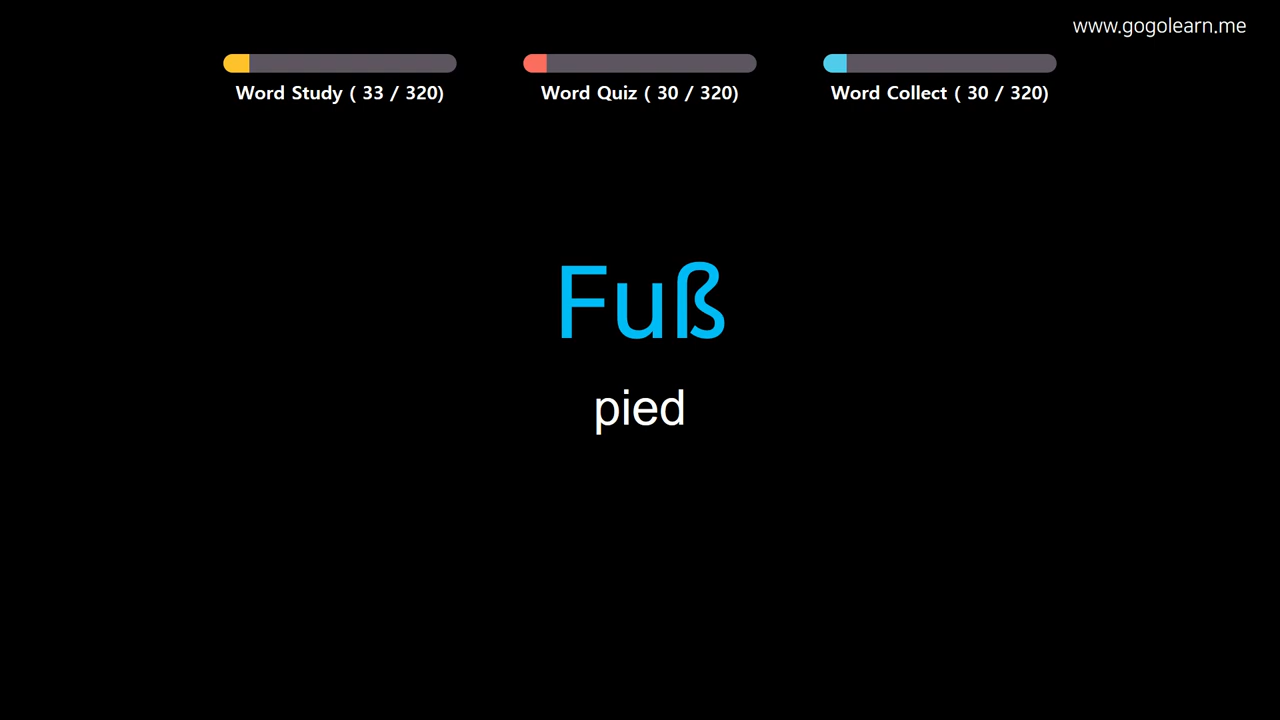 www.gogolearn.me
Word Study ( 33 / 320)
Word Quiz ( 30 / 320)
Word Collect ( 30 / 320)
Fuß
pied